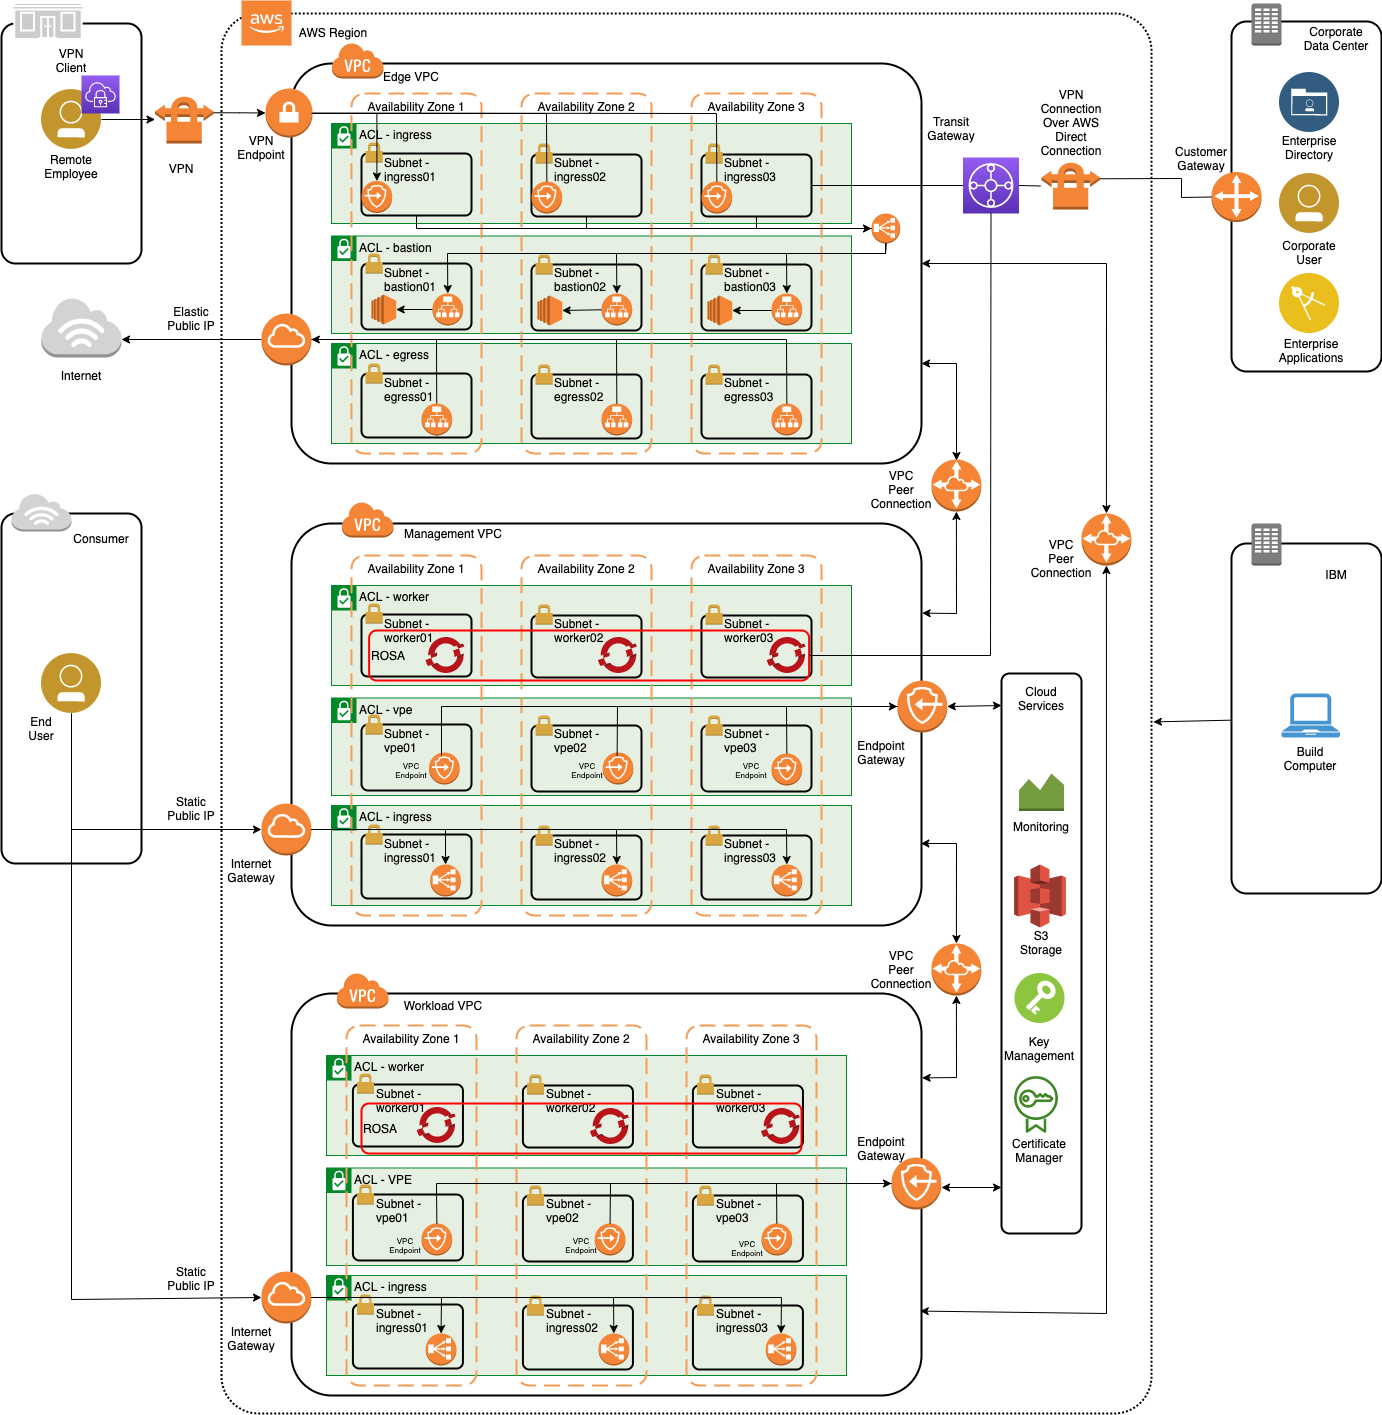 aws
AWS Region
VPN
Client
Remote
Employee
VPN
VPN
Endpoint
VPC
Edge VPC
Availability Zone 1
Availability Zone 2
Availability Zone 3
ACL - ingress
Subnet -
ingress01
Subnet -
ingress02
Subnet -
ingress03
ACL - bastion
Subnet -
bastion01
Subnet -
bastion02
Subnet -
bastion03
ACL - egress
Subnet -
egress01
Subnet -
egress02
Subnet -
egress03
Elastic
Public IP
Internet
Transit
Gateway
VPN
Connection
Over AWS
Direct
Connection
Customer
Gateway
Corporate
Data Center
Enterprise
Directory
Corporate
User
Enterprise
Applications
VPC
Peer
Connection
VPC
Peer
Connection
Consumer
End
User
VPC
Management VPC
Availability Zone 1
Availability Zone 2
Availability Zone 3
ACL - worker
Subnet -
worker01
Subnet -
worker02
Subnet -
worker03
ROSA
ACL - vpe
Subnet -
vpe01
VPC
Endpoint
Subnet -
vpe02
VPC
Endpoint
Subnet -
vpe03
VPC
Endpoint
ACL - ingress
Subnet -
ingress01
Subnet -
ingress02
Subnet -
ingress03
Static
Public IP
Internet
Gateway
Endpoint
Gateway
Cloud
Services
Monitoring
S3
Storage
Key
Management
Certificate
Manager
IBM
Build
Computer
VPC
Peer
Connection
VPC
Workload VPC
Availability Zone 1
Availability Zone 2
Availability Zone 3
ACL - worker
Subnet -
worker01
Subnet -
worker02
Subnet -
worker03
ROSA
Endpoint
Gateway
ACL - VPE
Subnet -
vpe01
VPC
Endpoint
Subnet -
vpe02
VPC
Endpoint
Subnet -
vpe03
VPC
Endpoint
ACL - ingress
Subnet -
ingress01
Subnet -
ingress02
Subnet -
ingress03
Static
Public IP
Internet
Gateway